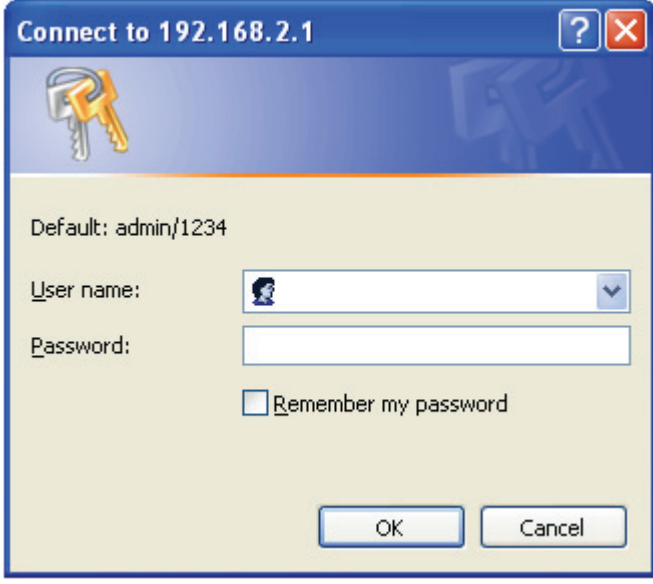 Connect to 192.168.2.1
?
Default: admin/1234
User name:
Password:
Remember my password
OK
Cancel